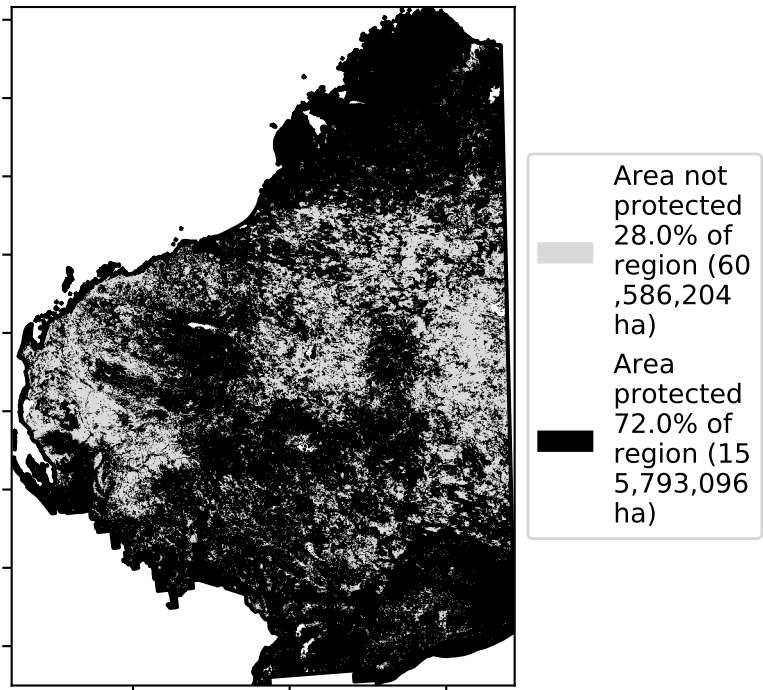 Area not
protected
28.0% of
region (60
,586,204
ha)
Area
protected
72.0% of
region (15
5,793,096
ha)